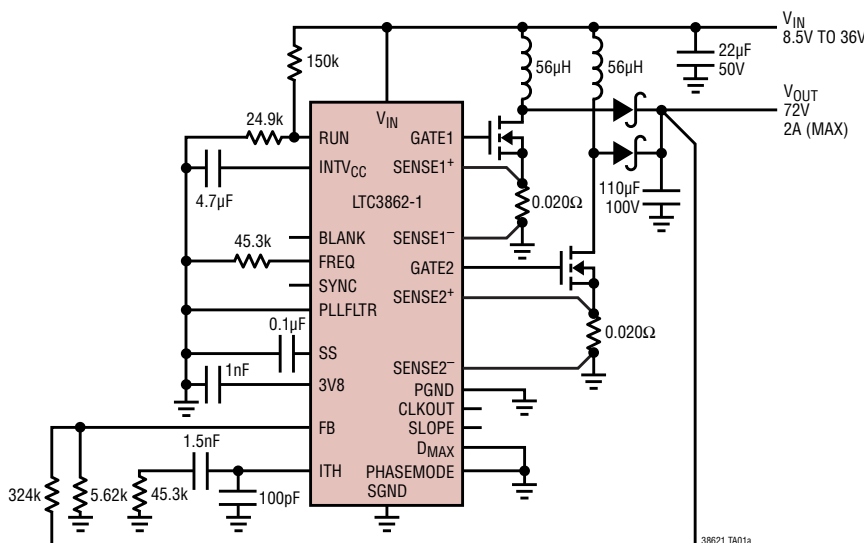 V_IN
8.5V TO 36V
22µF
50V
56µH
56µH
150k
V_OUT
72V
2A (MAX)
24.9k
V_IN
RUN
GATE1
INTV_CC
SENSE1+
4.7µF
LTC3862-1
0.020Ω
110µF
100V
BLANK
SENSE1–
45.3k
FREQ
GATE2
SYNC
SENSE2+
PLLFLTR
0.1µF
0.020Ω
SS
SENSE2–
1nF
3V8
PGND
CLKOUT
FB
SLOPE
1.5nF
D_MAX
ITH
PHASEMODE
324k
5.62k
45.3k
100pF
SGND
38621 TA01a